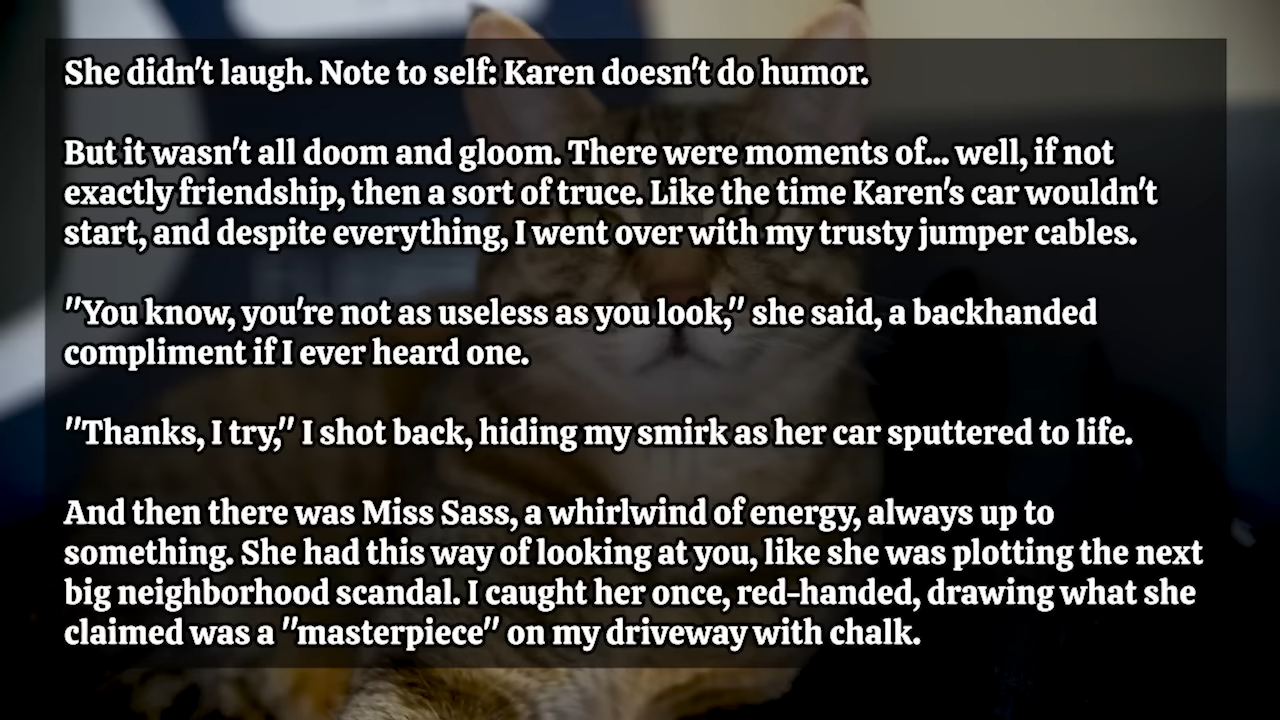 She didn't laugh. Note to self: Karen doesn't do humor.
But it wasn't all doom and gloom. There were moments of... well, if not
exactly friendship, then a sort of truce. Like the time Karen's car wouldn't
start, and despite everything, I went over with my trusty jumper cables.
"You know, you're not as useless as you look," she said, a backhanded
compliment if I ever heard one.
"Thanks, I try," I shot back, hiding my smirk as her car sputtered to life.
And then there was Miss Sass, a whirlwind of energy, always up to
something. She had this way of looking at you, like she was plotting the next
big neighborhood scandal. I caught her once, red-handed, drawing what she
claimed was a "masterpiece" on my driveway with chalk.